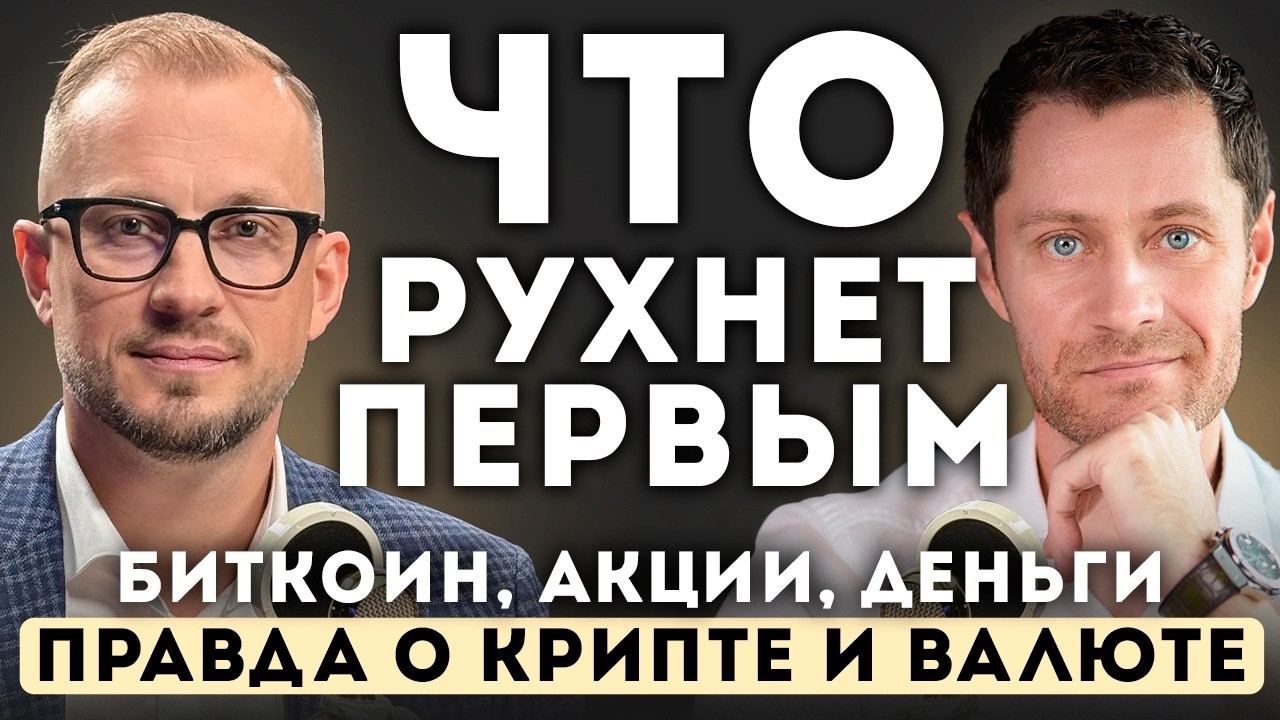 ЧТО
РУХНЕТ
ПЕРВЫМ
БИТКОИН, АКЦИИ, ДЕНЬГИ
ПРАВДА О КРИПТЕ И ВАЛЮТЕ